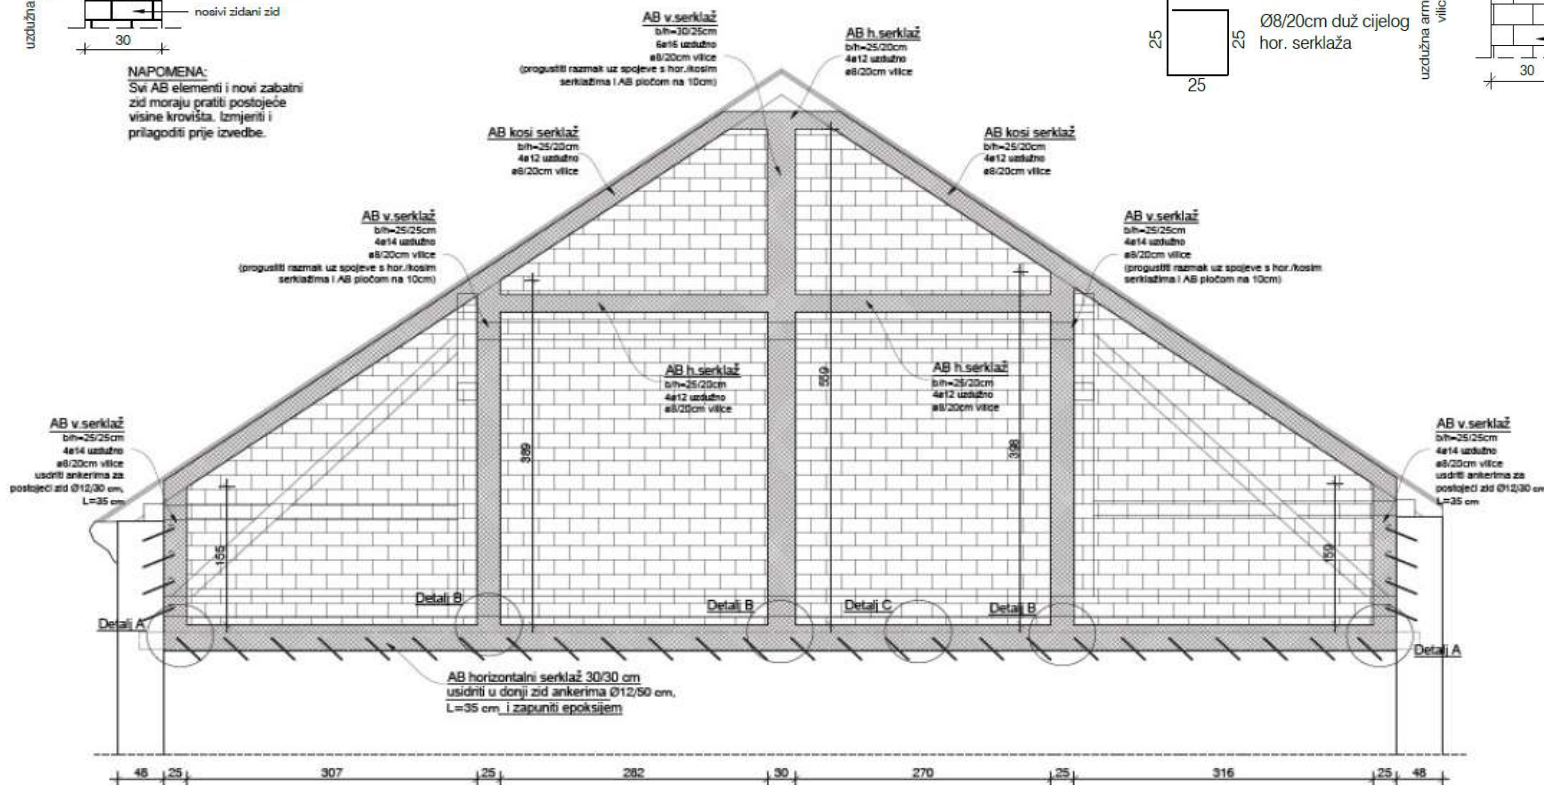 uzdužna
nosivi zidani zid
30
NAPOMENA:
Svi AB elementi i novi zabatni
zid moraju pratiti postojeće
visine krovišta. Izmjeriti i
prilagoditi prije izvedbe.
AB v.serklaž
b/h=30/25cm
6ø16 uzdužno
ø8/20cm vilice
(progustiti razmak uz spojeve s hor./kosim
serklažima i AB pločom na 10cm)
AB h.serklaž
b/h=25/20cm
4ø12 uzdužno
ø8/20cm vilice
25
25
25
Ø8/20cm duž cijelog
hor. serklaža
uzdužna arm
vilic
30
AB kosi serklaž
b/h=25/20cm
4ø12 uzdužno
ø8/20cm vilice
AB kosi serklaž
b/h=25/20cm
4ø12 uzdužno
ø8/20cm vilice
AB v.serklaž
b/h=25/25cm
4ø14 uzdužno
ø8/20cm vilice
(progustiti razmak uz spojeve s hor./kosim
serklažima i AB pločom na 10cm)
AB v.serklaž
b/h=25/25cm
4ø14 uzdužno
ø8/20cm vilice
(progustiti razmak uz spojeve s hor./kosim
serklažima i AB pločom na 10cm)
AB h.serklaž
b/h=25/20cm
4ø12 uzdužno
ø8/20cm vilice
AB h.serklaž
b/h=25/20cm
4ø12 uzdužno
ø8/20cm vilice
559
389
398
AB v.serklaž
b/h=25/25cm
4ø14 uzdužno
ø8/20cm vilice
usdriti ankerima za
postojeći zid Ø12/30 cm,
L=35 cm
AB v.serklaž
b/h=25/25cm
4ø14 uzdužno
ø8/20cm vilice
usdriti ankerima za
postojeći zid Ø12/30 cm
L=35 cm
155
159
Detalj A
Detalj B
Detalj B
Detalj C
Detalj B
Detalj A
AB horizontalni serklaž 30/30 cm
usidriti u donji zid ankerima Ø12/50 cm,
L=35 cm i zapuniti epoksijem
48 25 307 25 282 30 270 25 316 25 48